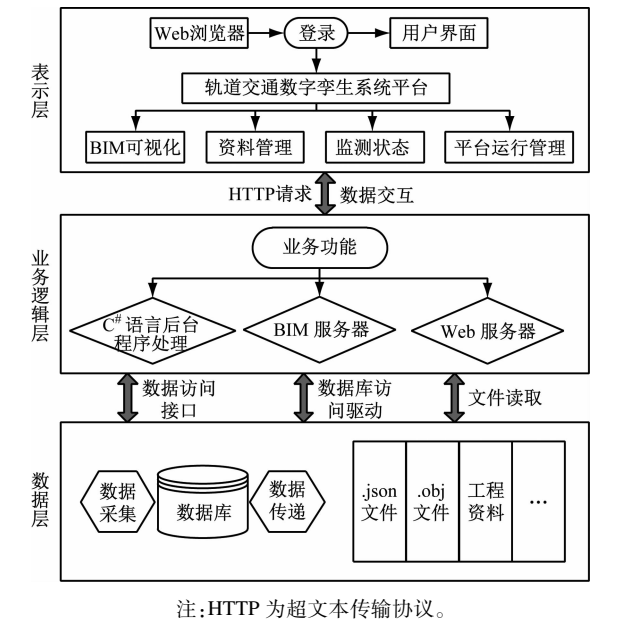 表示层
Web浏览器
登录
用户界面
轨道交通数字孪生系统平台
BIM可视化
资料管理
监测状态
平台运行管理
HTTP请求
数据交互
业务逻辑层
业务功能
C#语言后台
程序处理
BIM 服务器
Web 服务器
数据访问
接口
数据库访
问驱动
文件读取
数据层
数据
采集
数据库
数据
传递
.json
文件
.obj
文件
工程
资料
...
注:HTTP 为超文本传输协议。